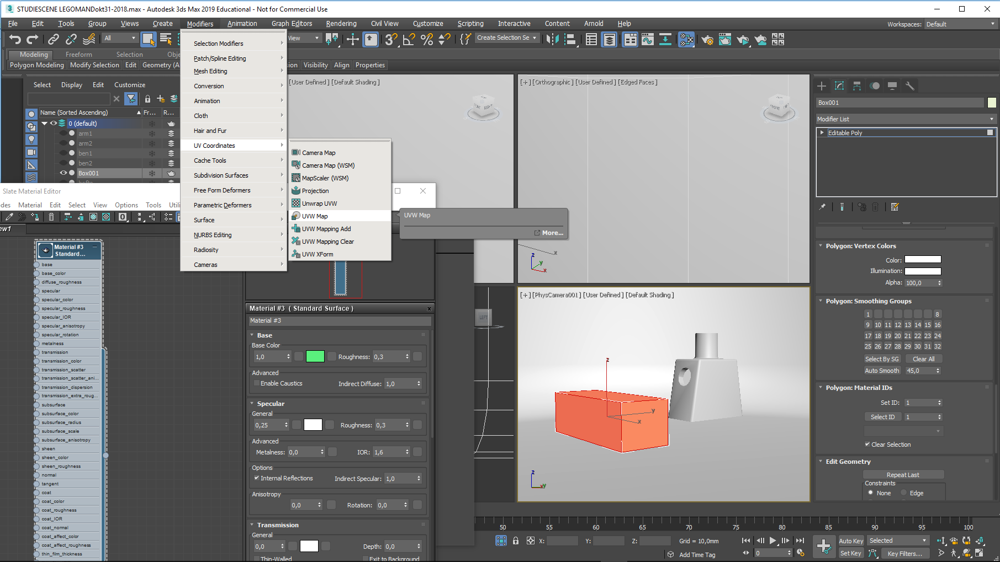 STUDIESCENE LEGOMANDokt31-2018.max - Autodesk 3ds Max 2019 Educational - Not for Commercial Use
File Edit Tools Group Views Create Modifiers Animation Graph Editors Rendering Civil View Customize Scripting Interactive Content Arnold Help Workspaces: Default
All View Create Selection Se
Modeling Freeform Selection
Polygon Modeling Modify Selection Edit Geometry (A Visibility Align Properties
Select Display Edit Customize
Name (Sorted Ascending) Fr... R...
0 (default)
arm1
arm2
ben1
ben2
Box001
Selection Modifiers
Patch/Spline Editing
Mesh Editing
Conversion
Animation
Cloth
Hair and Fur
UV Coordinates
Cache Tools
Subdivision Surfaces
Free Form Deformers
Parametric Deformers
Surface
NURBS Editing
Radiosity
Cameras
Camera Map
Camera Map (WSM)
MapScaler (WSM)
Projection
Unwrap UVW
UVW Map
UVW Mapping Add
UVW Mapping Clear
UVW XForm
UVW Map
More...
Slate Material Editor
Material Edit Select View Options Tools Utili
ew1
Material #3
Standard...
base
base_color
diffuse_roughness
specular
specular_color
specular_roughness
specular_IOR
specular_anisotropy
specular_rotation
metalness
transmission
transmission_color
transmission_scatter
transmission_scatter_ani...
transmission_dispersion
transmission_extra_roug...
subsurface
subsurface_color
subsurface_radius
subsurface_scale
subsurface_anisotropy
sheen
sheen_color
sheen_roughness
normal
tangent
coat
coat_color
coat_roughness
coat_IOR
coat_normal
coat_affect_color
coat_affect_roughness
thin_film_thickness
Material #3 ( Standard Surface )
x
Material #3
Base
Base Color
1,0 Roughness: 0,3
Advanced
Enable Caustics Indirect Diffuse: 1,0
Specular
General
0,25 Roughness: 0,3
Advanced
Metalness: 0,0 IOR: 1,6
Options
Internal Reflections Indirect Specular: 1,0
Anisotropy
0,0 Rotation: 0,0
Transmission
General
0,0 Depth: 0,0
Thin-Walled Exit to Background
[User Defined ] [Default Shading ]
RIGHT
[+] [Orthographic ] [User Defined ] [Edged Faces ]
FRONT
x
z
y
x
LEFT
[+] [PhysCamera001 ] [User Defined ] [Default Shading ]
z
y
x
z
Box001
Modifier List
Editable Poly
Polygon: Vertex Colors
Color:
Illumination:
Alpha: 100,0
Polygon: Smoothing Groups
1 8
9 10 11 12 13 14 15 16
17 18 19 20 21 22 23 24
25 26 27 28 29 30 31 32
Select By SG Clear All
Auto Smooth 45,0
Polygon: Material IDs
Set ID: 1
Select ID 1
Clear Selection
Edit Geometry
Repeat Last
Constraints
None Edge
50 55 60 65 70 75 80 85 90 95 100
X: Y: Z: Grid = 10,0mm
Add Time Tag
0
Auto Key Selected
Set Key Key Filters...